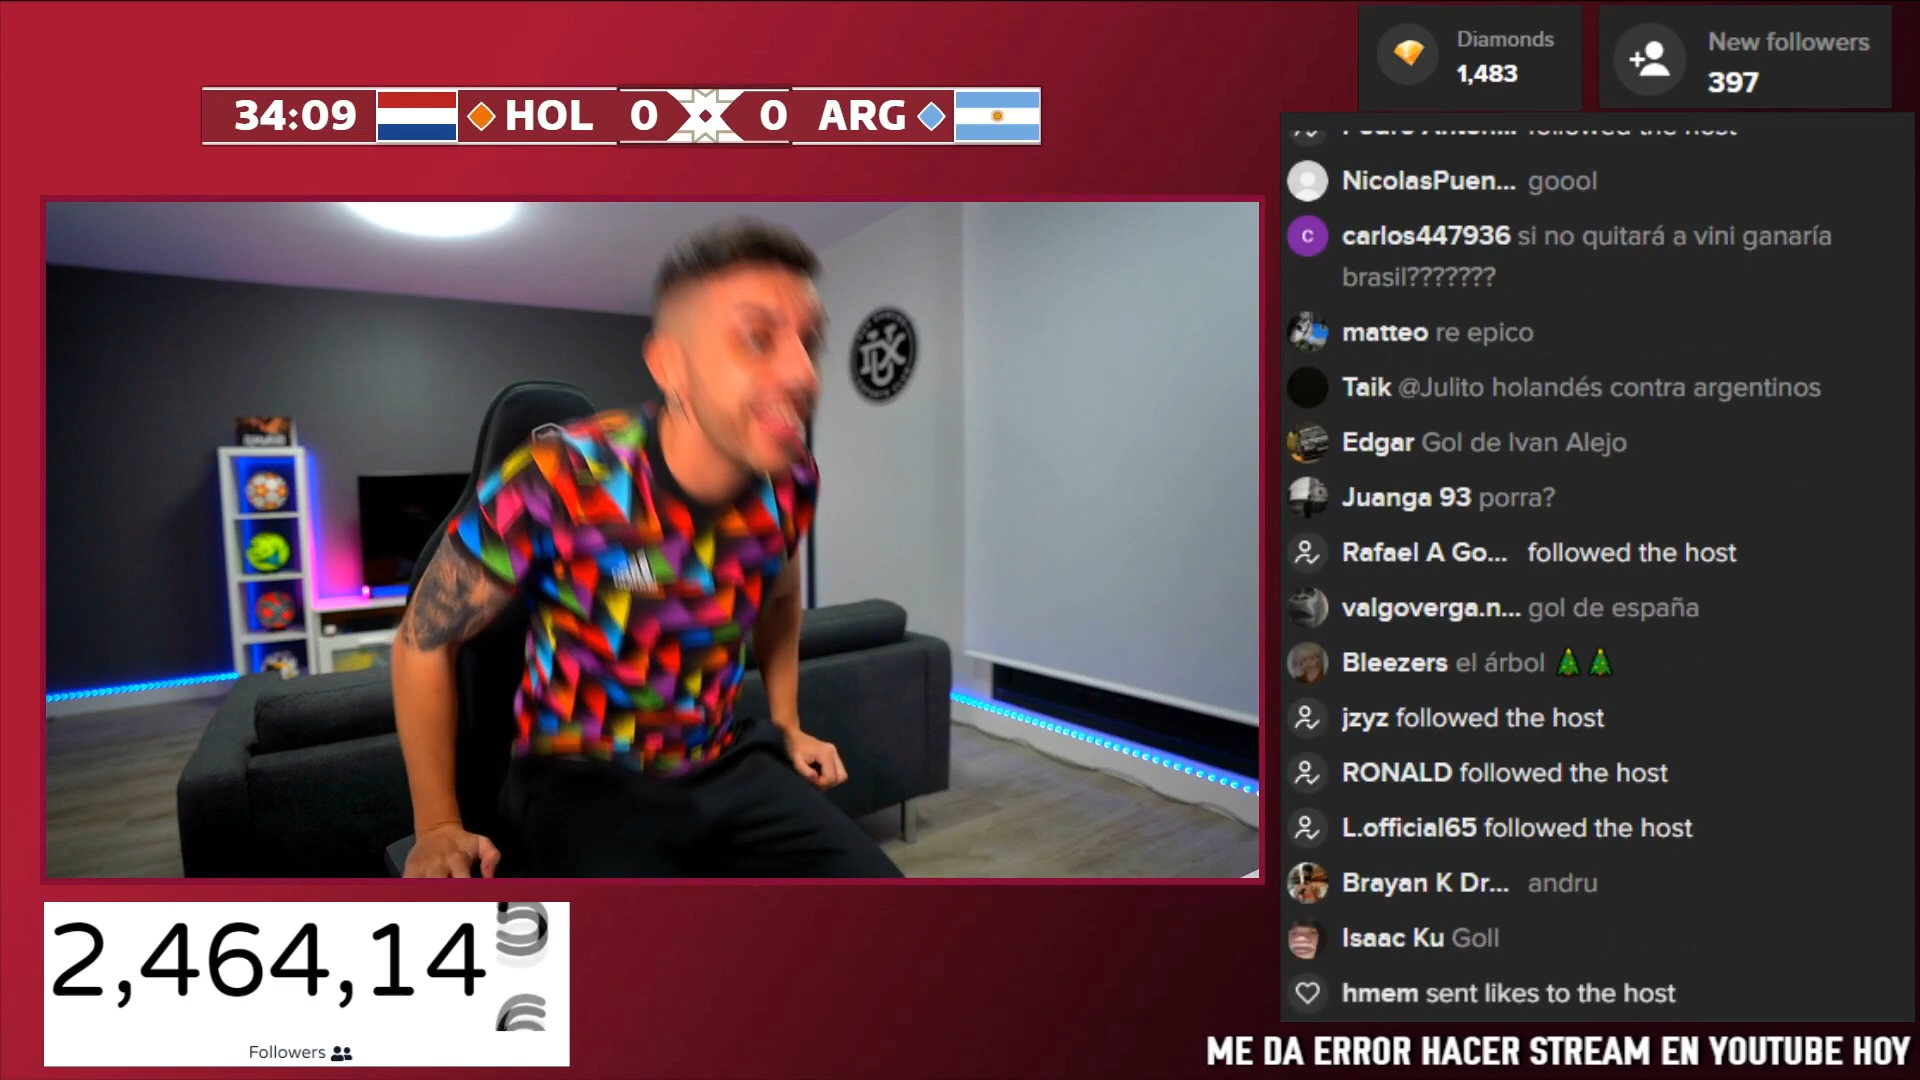 Diamonds
1,483
New followers
397
34:09 HOL 0 0 ARG
followed the host
NicolasPuen... goool
carlos447936 si no quitará a vini ganaría
brasil???????
matteo re epico
Taik @Julito holandés contra argentinos
Edgar Gol de Ivan Alejo
Juanga 93 porra?
Rafael A Go... followed the host
valgoverga.n... gol de españa
Bleezers el árbol 🎄🎄
jzyz followed the host
RONALD followed the host
L.official65 followed the host
Brayan K Dr... andru
Isaac Ku Goll
hmem sent likes to the host
C
2,464,14
Followers
ME DA ERROR HACER STREAM EN YOUTUBE HOY